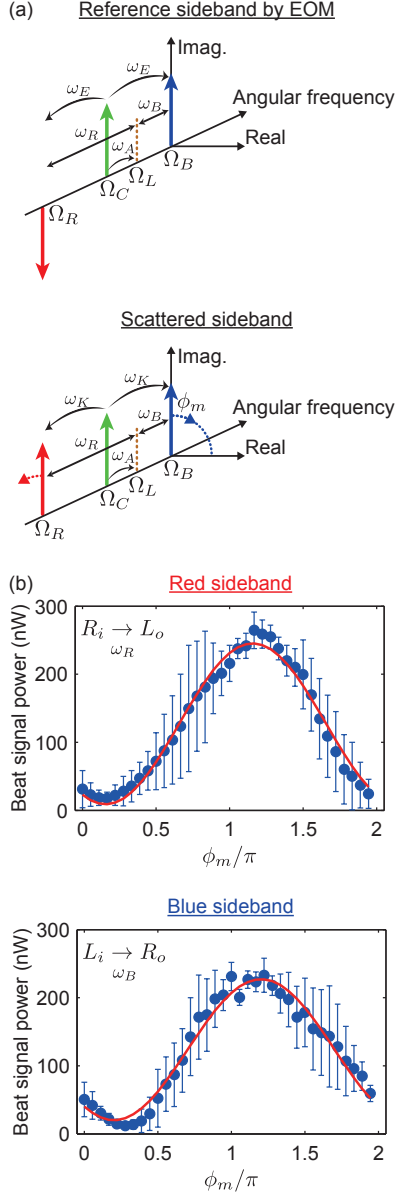 (a)
Reference sideband by EOM
Imag.
ω_E
ω_E
Angular frequency
ω_B
ω_R
Real
ω_A
Ω_B
Ω_L
Ω_C
Ω_R
Scattered sideband
Imag.
ω_K
ω_K
ϕ_m
Angular frequency
ω_B
ω_R
Real
ω_A
Ω_B
Ω_L
Ω_C
Ω_R
(b)
Red sideband
Beat signal power (nW)
300
200
100
0
R_i → L_o
ω_R
0 0.5 1 1.5 2
ϕ_m/π
Blue sideband
Beat signal power (nW)
300
200
100
0
L_i → R_o
ω_B
0 0.5 1 1.5 2
ϕ_m/π